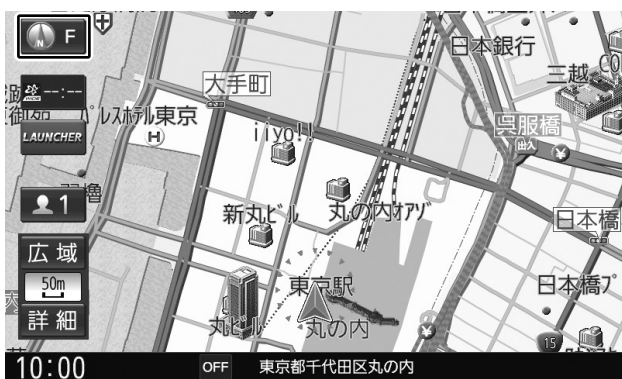 F
日本銀行
三越
大手町
--:--
パレスホテル東京
H
LAUNCHER
iiyo!!
呉服橋
出入
1
新丸ビル
丸の内オアゾ
日本橋
広域
50m
東京駅
日本橋プ
詳細
丸ビル
丸の内
15
10:00
OFF
東京都千代田区丸の内